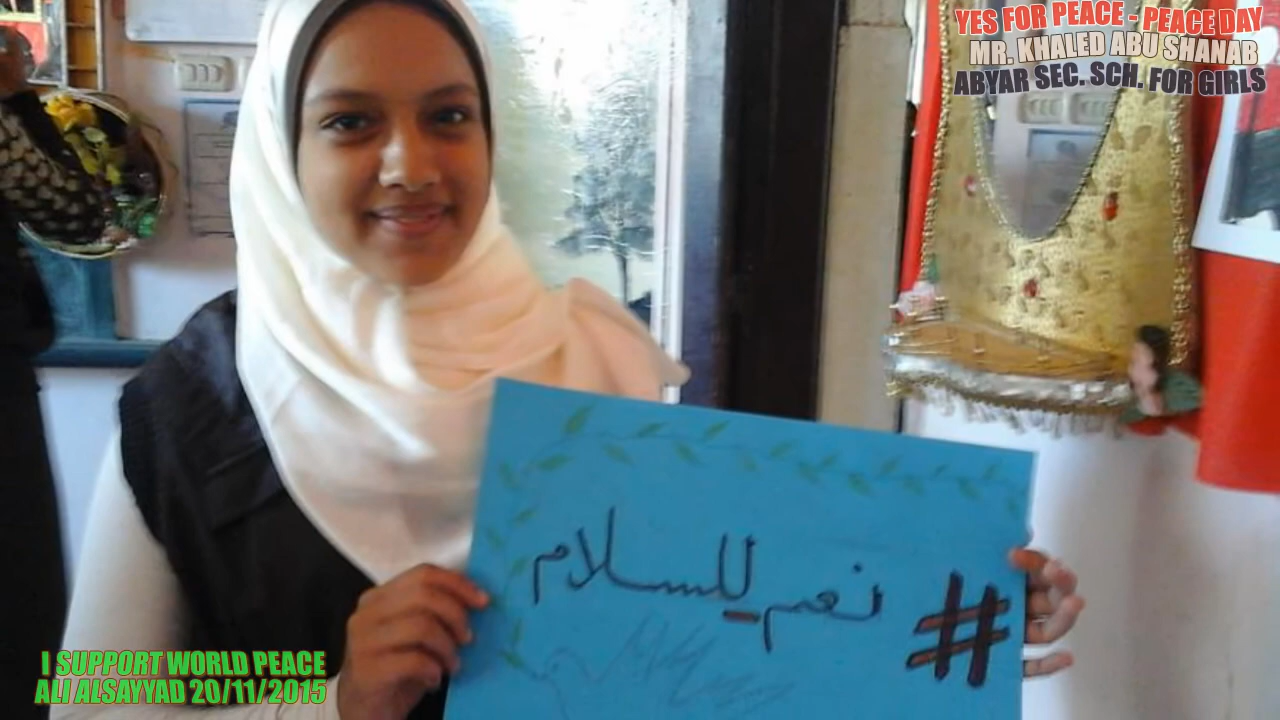 YES FOR PEACE - PEACE DAY
MR. KHALED ABU SHANAB
ABYAR SEC. SCH. FOR GIRLS
#نعم_للسلام
I SUPPORT WORLD PEACE
ALI ALSAYYAD 20/11/2015